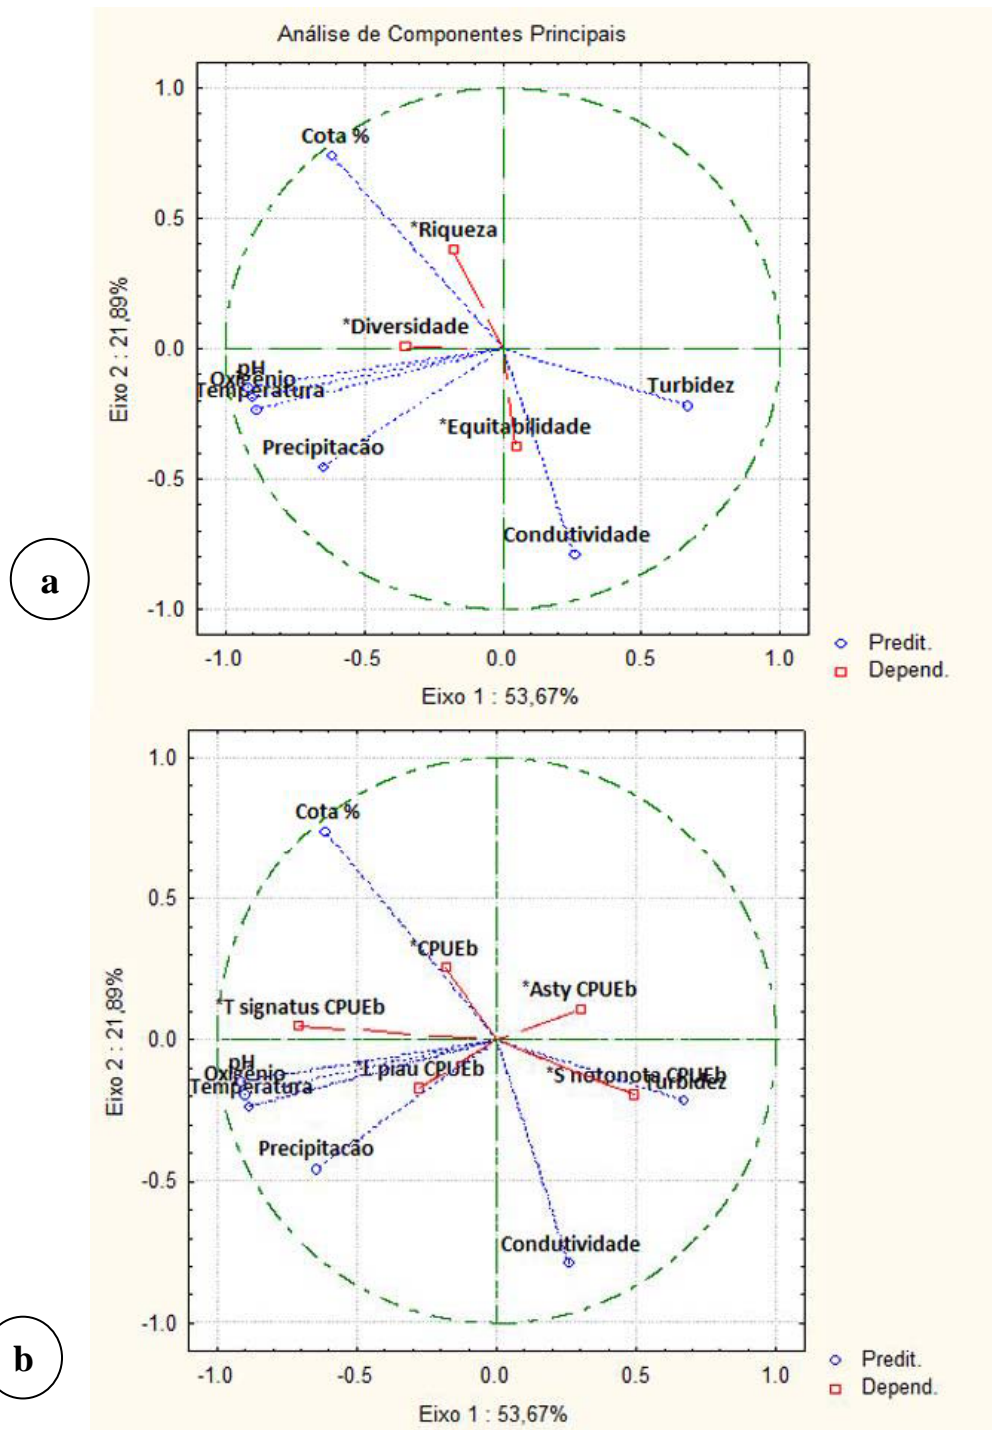 Análise de Componentes Principais
1.0
0.5
0.0
-0.5
-1.0
Eixo 2 : 21,89%
Cota %
*Riqueza
*Diversidade
pH
Oxigênio
Temperatura
Turbidez
*Equitabilidade
Precipitacão
Condutividade
a
-1.0 -0.5 0.0 0.5 1.0
Eixo 1 : 53,67%
Predit.
Depend.
1.0
0.5
0.0
-0.5
-1.0
Eixo 2 : 21,89%
Cota %
*CPUEb
*Asty CPUEb
*T signatus CPUEb
pH
Oxigênio
Temperatura
piau CPUEb
*S notonota CPUEb
Turbidez
Precipitacão
Condutividade
b
-1.0 -0.5 0.0 0.5 1.0
Eixo 1 : 53,67%
Predit.
Depend.